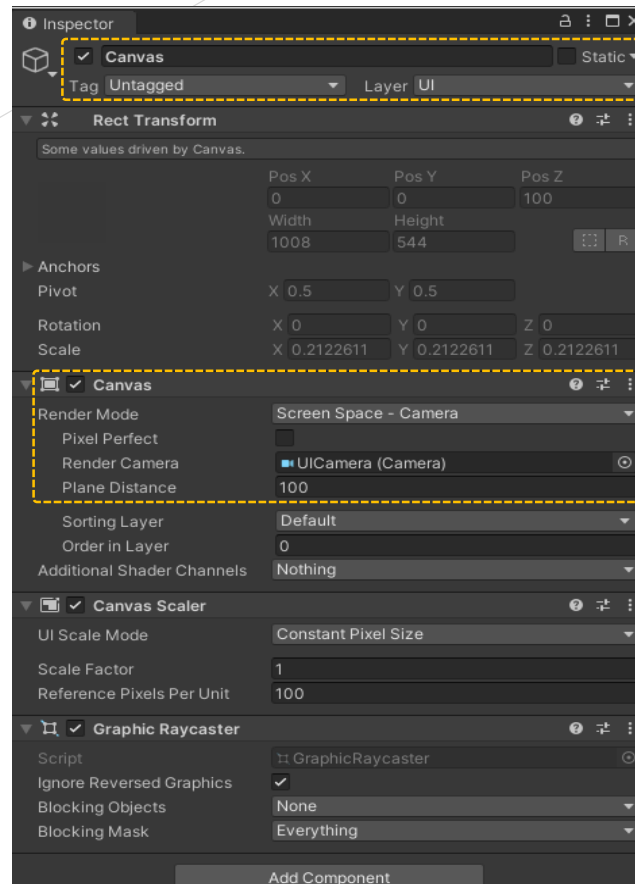 Inspector
Canvas Static
Tag Untagged Layer UI
Rect Transform
Some values driven by Canvas.
Pos X Pos Y Pos Z
0 0 100
Width Height
1008 544 R
Anchors
Pivot X 0.5 Y 0.5
Rotation X 0 Y 0 Z 0
Scale X 0.2122611 Y 0.2122611 Z 0.2122611
Canvas
Render Mode Screen Space - Camera
Pixel Perfect
Render Camera UICamera (Camera)
Plane Distance 100
Sorting Layer Default
Order in Layer 0
Additional Shader Channels Nothing
Canvas Scaler
UI Scale Mode Constant Pixel Size
Scale Factor 1
Reference Pixels Per Unit 100
Graphic Raycaster
Script GraphicRaycaster
Ignore Reversed Graphics
Blocking Objects None
Blocking Mask Everything
Add Component